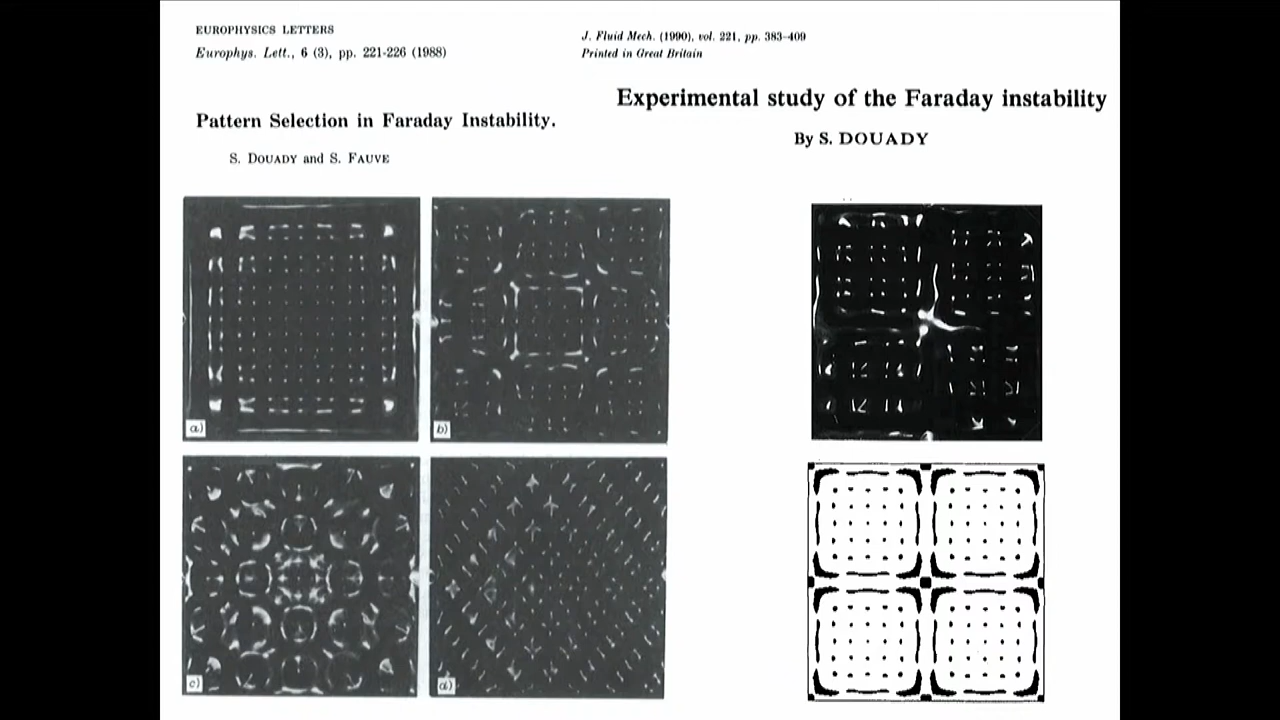 EUROPHYSICS LETTERS
Europhys. Lett., 6 (3), pp. 221-226 (1988)
Pattern Selection in Faraday Instability.
S. DOUADY and S. FAUVE
J. Fluid Mech. (1990), vol. 221, pp. 383–409
Printed in Great Britain
Experimental study of the Faraday instability
By S. DOUADY
a)
b)
c)
d)